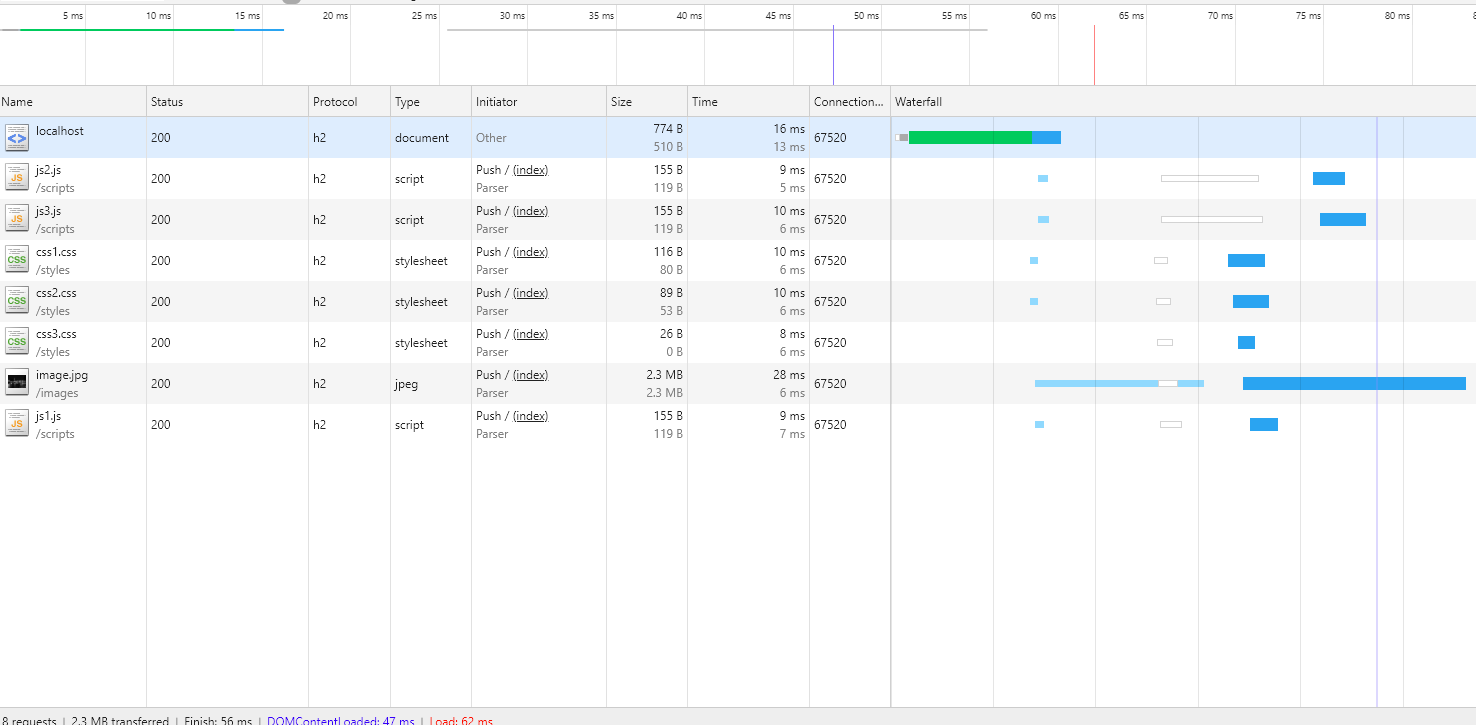 5 ms 10 ms 15 ms 20 ms 25 ms 30 ms 35 ms 40 ms 45 ms 50 ms 55 ms 60 ms 65 ms 70 ms 75 ms 80 ms
Name Status Protocol Type Initiator Size Time Connection... Waterfall
localhost 200 h2 document Other 774 B 16 ms 67520
510 B 13 ms
js2.js 200 h2 script Push / (index) 155 B 9 ms 67520
/scripts Parser 119 B 5 ms
js3.js 200 h2 script Push / (index) 155 B 10 ms 67520
/scripts Parser 119 B 6 ms
css1.css 200 h2 stylesheet Push / (index) 116 B 10 ms 67520
/styles Parser 80 B 6 ms
css2.css 200 h2 stylesheet Push / (index) 89 B 10 ms 67520
/styles Parser 53 B 6 ms
css3.css 200 h2 stylesheet Push / (index) 26 B 8 ms 67520
/styles Parser 0 B 6 ms
image.jpg 200 h2 jpeg Push / (index) 2.3 MB 28 ms 67520
/images Parser 2.3 MB 6 ms
js1.js 200 h2 script Push / (index) 155 B 9 ms 67520
/scripts Parser 119 B 7 ms
8 requests | 2.3 MB transferred | Finish: 56 ms | DOMContentLoaded: 47 ms | Load: 62 ms